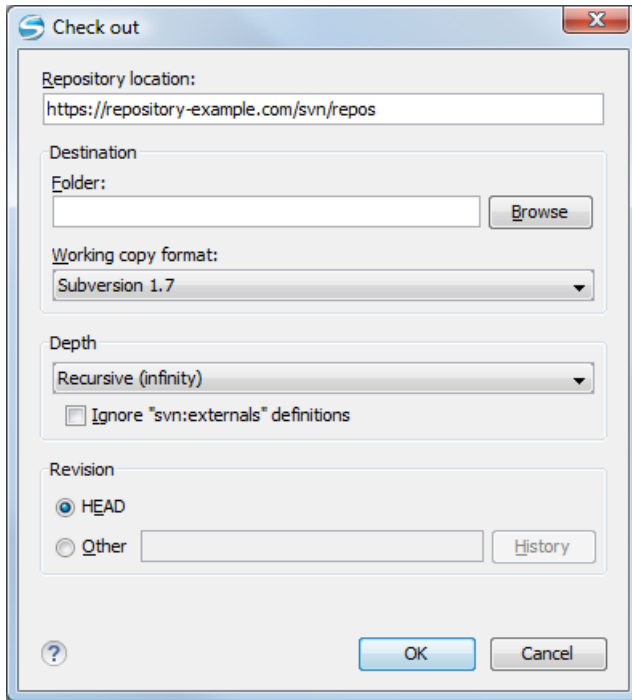 Check out
Repository location:
https://repository-example.com/svn/repos
Destination
Folder:
Browse
Working copy format:
Subversion 1.7
Depth
Recursive (infinity)
Ignore "svn:externals" definitions
Revision
HEAD
Other History
? OK Cancel